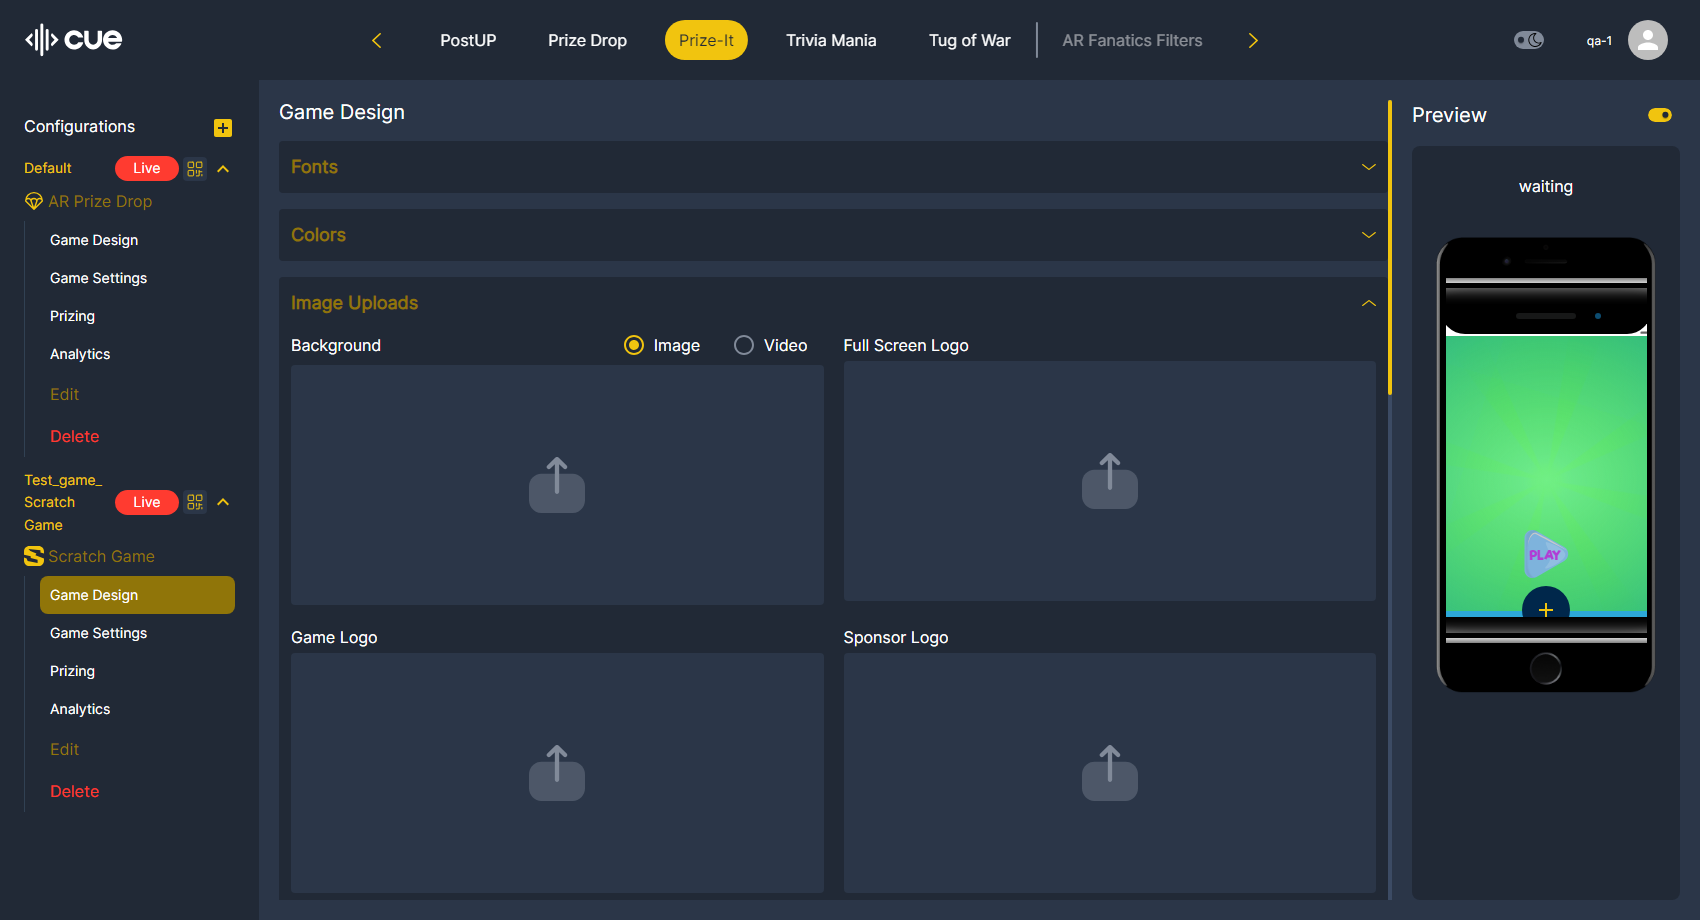 cue
PostUP
Prize Drop
Prize-It
Trivia Mania
Tug of War
AR Fanatics Filters
qa-1
Configurations
Default
Live
AR Prize Drop
Game Design
Game Settings
Prizing
Analytics
Edit
Delete
Test_game_
Scratch
Game
Live
Scratch Game
Game Design
Game Settings
Prizing
Analytics
Edit
Delete
Game Design
Fonts
Colors
Image Uploads
Background
Image
Video
Full Screen Logo
Game Logo
Sponsor Logo
Preview
waiting
PLAY